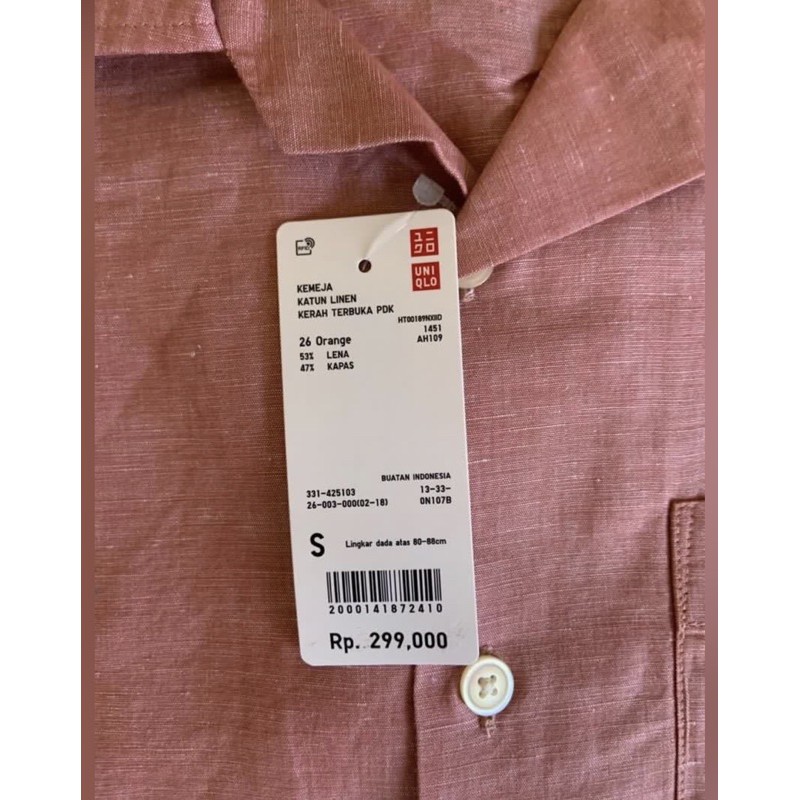 RFID
ユニ
クロ
UNI
QLO
KEMEJA
KATUN LINEN
KERAH TERBUKA PDK
HT00189NXIID
1451
AH109
26 Orange
53% LENA
47% KAPAS
BUATAN INDONESIA
331-425103 13-33-
26-003-000(02-18) 0N107B
S Lingkar dada atas 80-88cm
2000141872410
Rp. 299,000